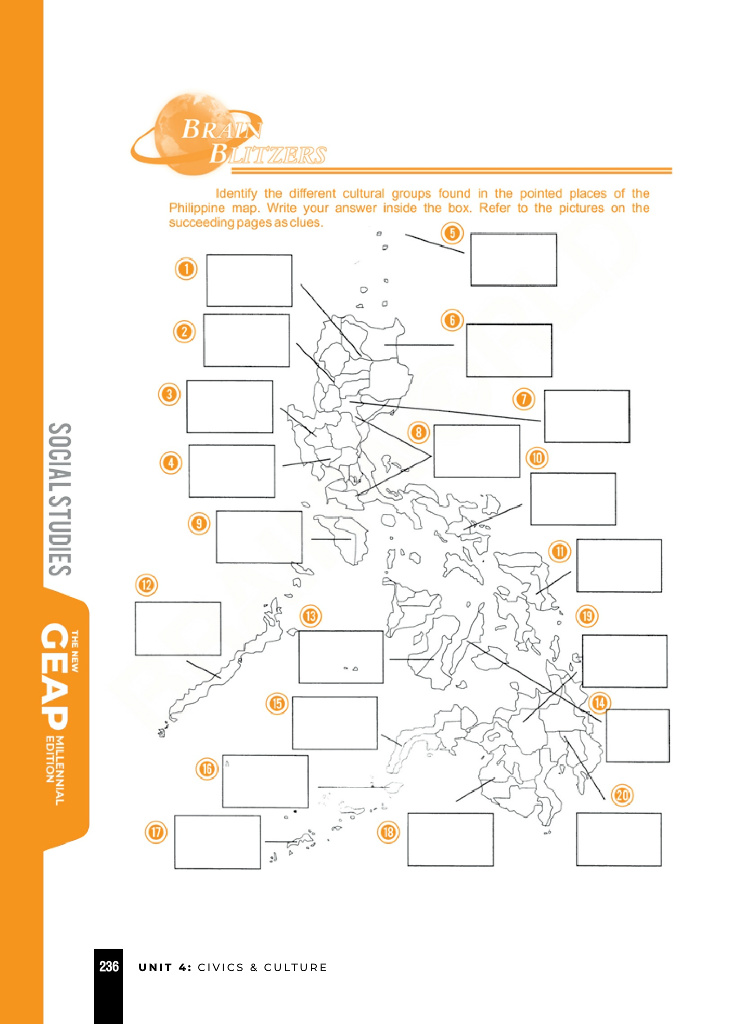 BRAIN
BLITZERS
Identify the different cultural groups found in the pointed places of the
Philippine map. Write your answer inside the box. Refer to the pictures on the
succeeding pages as clues.
5
1
2
6
3
7
8
4
10
9
11
12
13
19
14
15
16
20
17
18
SOCIAL STUDIES
THE NEW
GEAP
MILLENNIAL
EDITION
236 UNIT 4: CIVICS & CULTURE